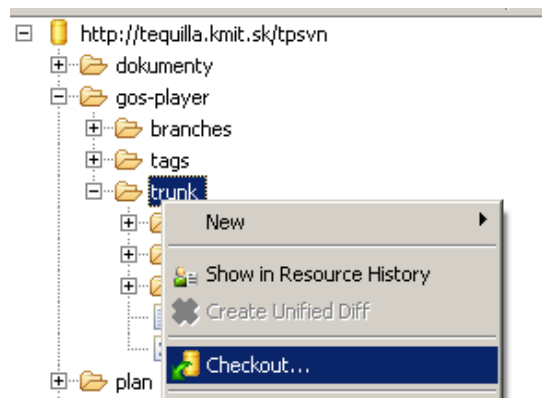 http://tequilla.kmit.sk/tpsvn
dokumenty
gos-player
branches
tags
trunk
New
Show in Resource History
Create Unified Diff
Checkout...
plan